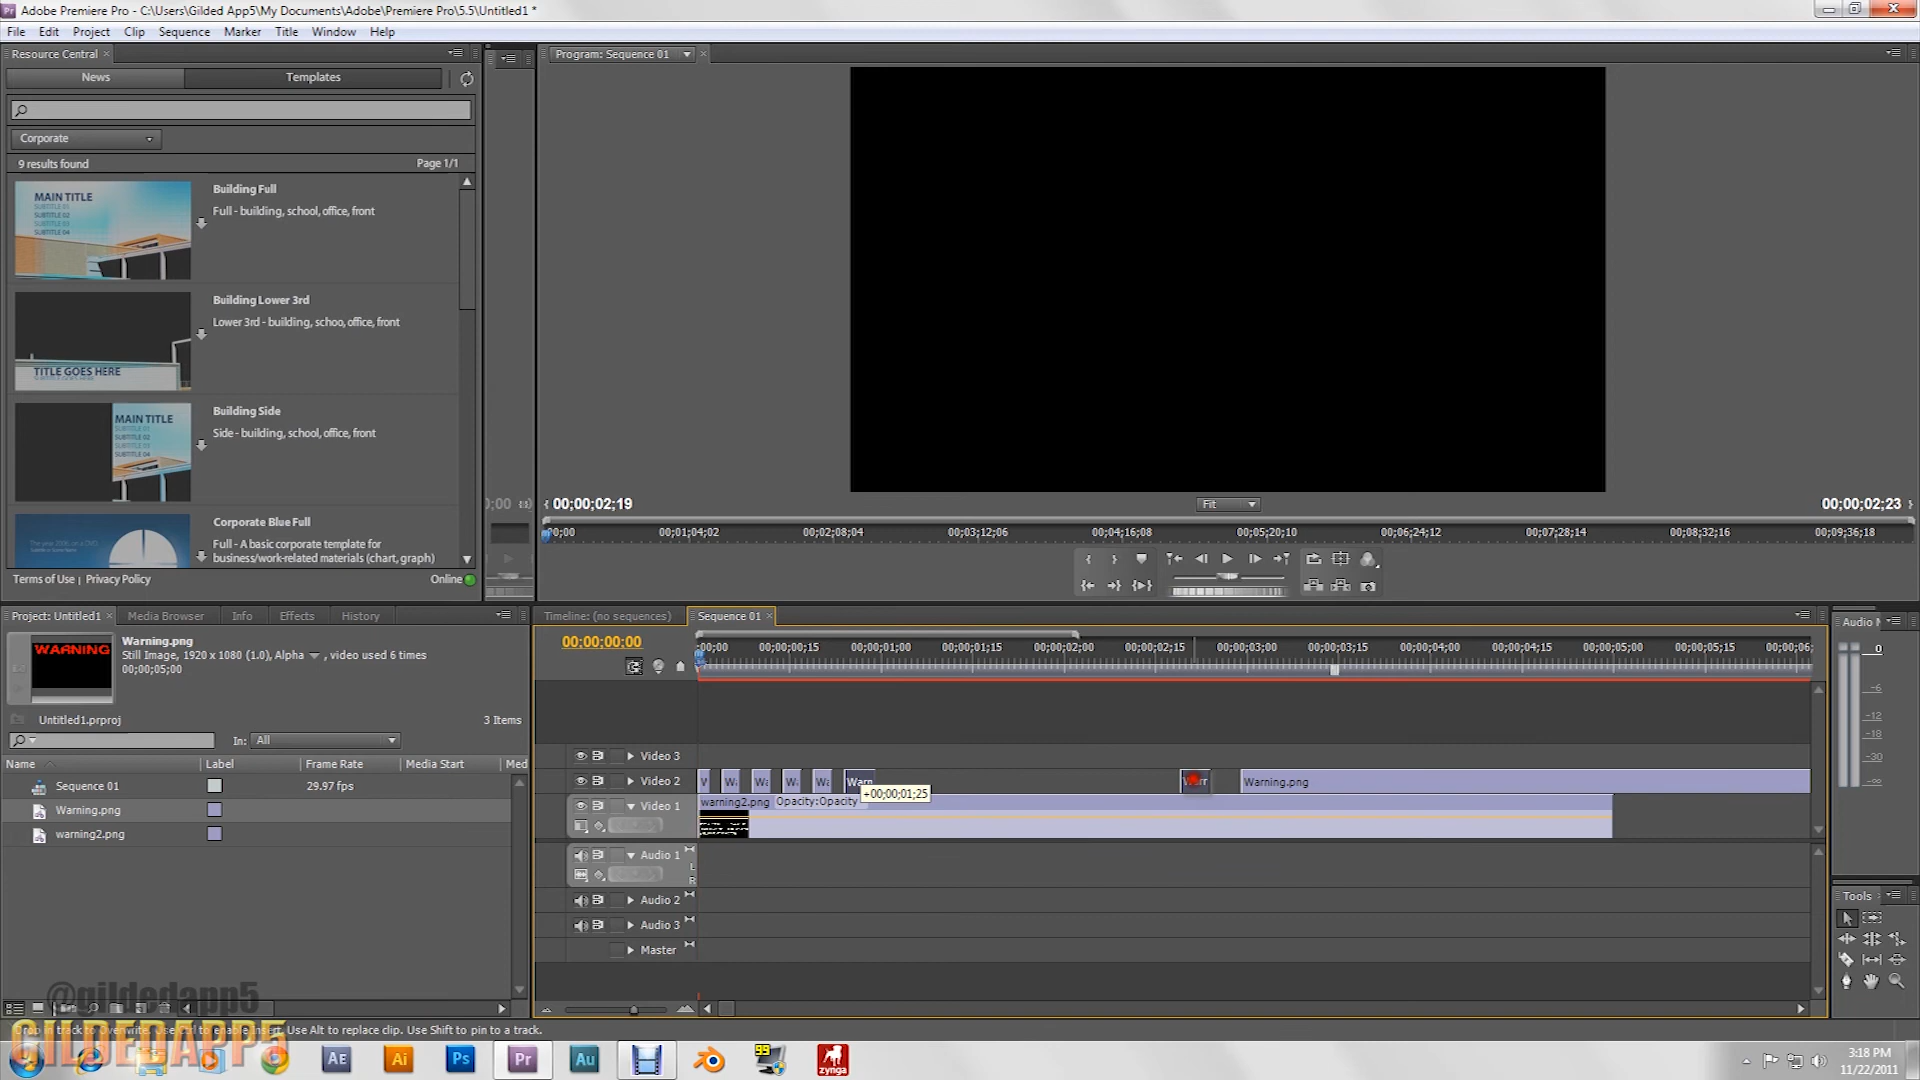 Adobe Premiere Pro - C:\Users\Gilded App5\My Documents\Adobe\Premiere Pro\5.5\Untitled1 *
File Edit Project Clip Sequence Marker Title Window Help
Resource Central
Program: Sequence 01
News
Templates
Corporate
9 results found
Page 1/1
MAIN TITLE
SUBTITLE 01
SUBTITLE 02
SUBTITLE 03
SUBTITLE 04
Building Full
Full - building, school, office, front
TITLE GOES HERE
Building Lower 3rd
Lower 3rd - building, schoo, office, front
MAIN TITLE
SUBTITLE 01
SUBTITLE 02
SUBTITLE 03
SUBTITLE 04
Building Side
Side - building, school, office, front
Corporate Blue Full
Full - A basic corporate template for
business/work-related materials (chart, graph)
Terms of Use | Privacy Policy
Online
00;00;02;19
Fit
00;00;02;23
00;00 00;01;04;02 00;02;08;04 00;03;12;06 00;04;16;08 00;05;20;10 00;06;24;12 00;07;28;14 00;08;32;16 00;09;36;18
Project: Untitled1
Media Browser
Info
Effects
History
WARNING
Warning.png
Still Image, 1920 x 1080 (1.0), Alpha , video used 6 times
00;00;05;00
Untitled1.prproj
3 Items
In: All
Name Label Frame Rate Media Start Med
Sequence 01 29.97 fps
Warning.png
warning2.png
Timeline: (no sequences)
Sequence 01
00;00;00;00
;00;00 00;00;00;15 00;00;01;00 00;00;01;15 00;00;02;00 00;00;02;15 00;00;03;00 00;00;03;15 00;00;04;00 00;00;04;15 00;00;05;00 00;00;05;15 00;00;06;
Video 3
Video 2
Warning.png
+00;00;01;25
Video 1
warning2.png Opacity:Opacity
Audio 1
L
R
Audio 2
Audio 3
Master
Audio
0
-6
-12
-18
-30
-∞
Tools
@gildedapp5
GILDEDAPP5
Drop in track to Overwrite. Use Ctrl to enable Insert. Use Alt to replace clip. Use Shift to pin to a track.
AE Ai Ps Pr Au 99 zynga
3:18 PM
11/22/2011